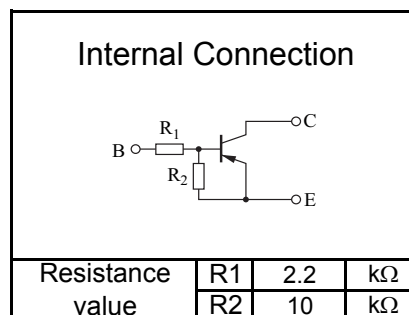 Internal Connection
C
R1
B
R2
E
Resistance value R1 2.2 kΩ
R2 10 kΩ